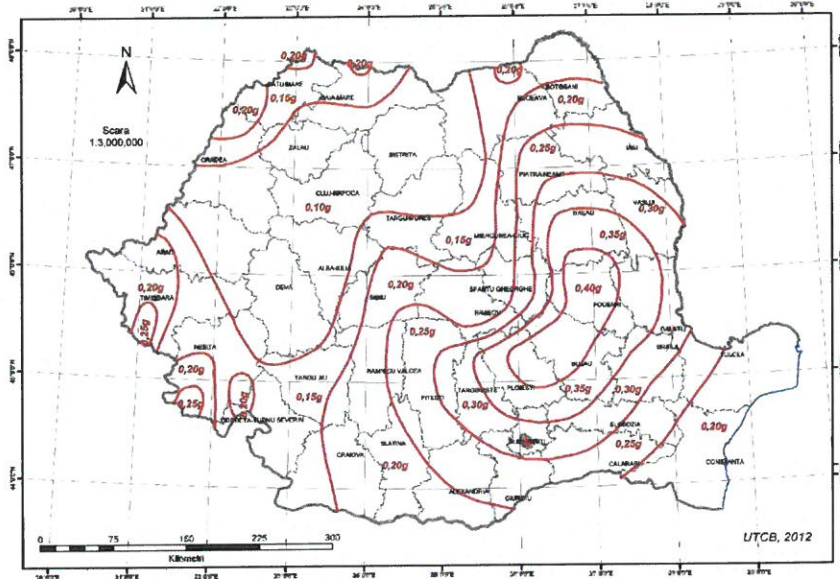 N
Scara
1:3,000,000
0,20g
0,20g
0,20g
SATU-MARE
BAIA-MARE
0,15g
0,20g
SUCEAVA
BOTOSANI
0,20g
ORADEA
ZALAU
BISTRITA
0,25g
IASI
PIATRA NEAMT
CLUJ-NAPOCA
0,10g
TARGU MURES
0,15g
MIERCUREA-CIUC
BACAU
VASLUI
0,30g
0,35g
ARAD
ALBA-IULIA
DEVA
SIBIU
0,20g
SFANTU GHEORGHE
BRASOV
0,40g
FOCSANI
0,20g
TIMISOARA
0,25g
RESITA
0,20g
0,25g
0,20g
0,25g
GALATI
BRAILA
TULCEA
TARGU JIU
0,15g
RAMNICU VALCEA
PITESTI
TARGOVISTE
0,30g
PLOIESTI
BUZAU
0,35g
0,30g
DROBETA-TURNU SEVERIN
CRAIOVA
SLATINA
0,20g
BUCURESTI
SLOBOZIA
0,25g
CALARASI
0,20g
CONSTANTA
ALEXANDRIA
GIURGIU
0 37,5 75 150 225 300
Kilometri
UTCB, 2012